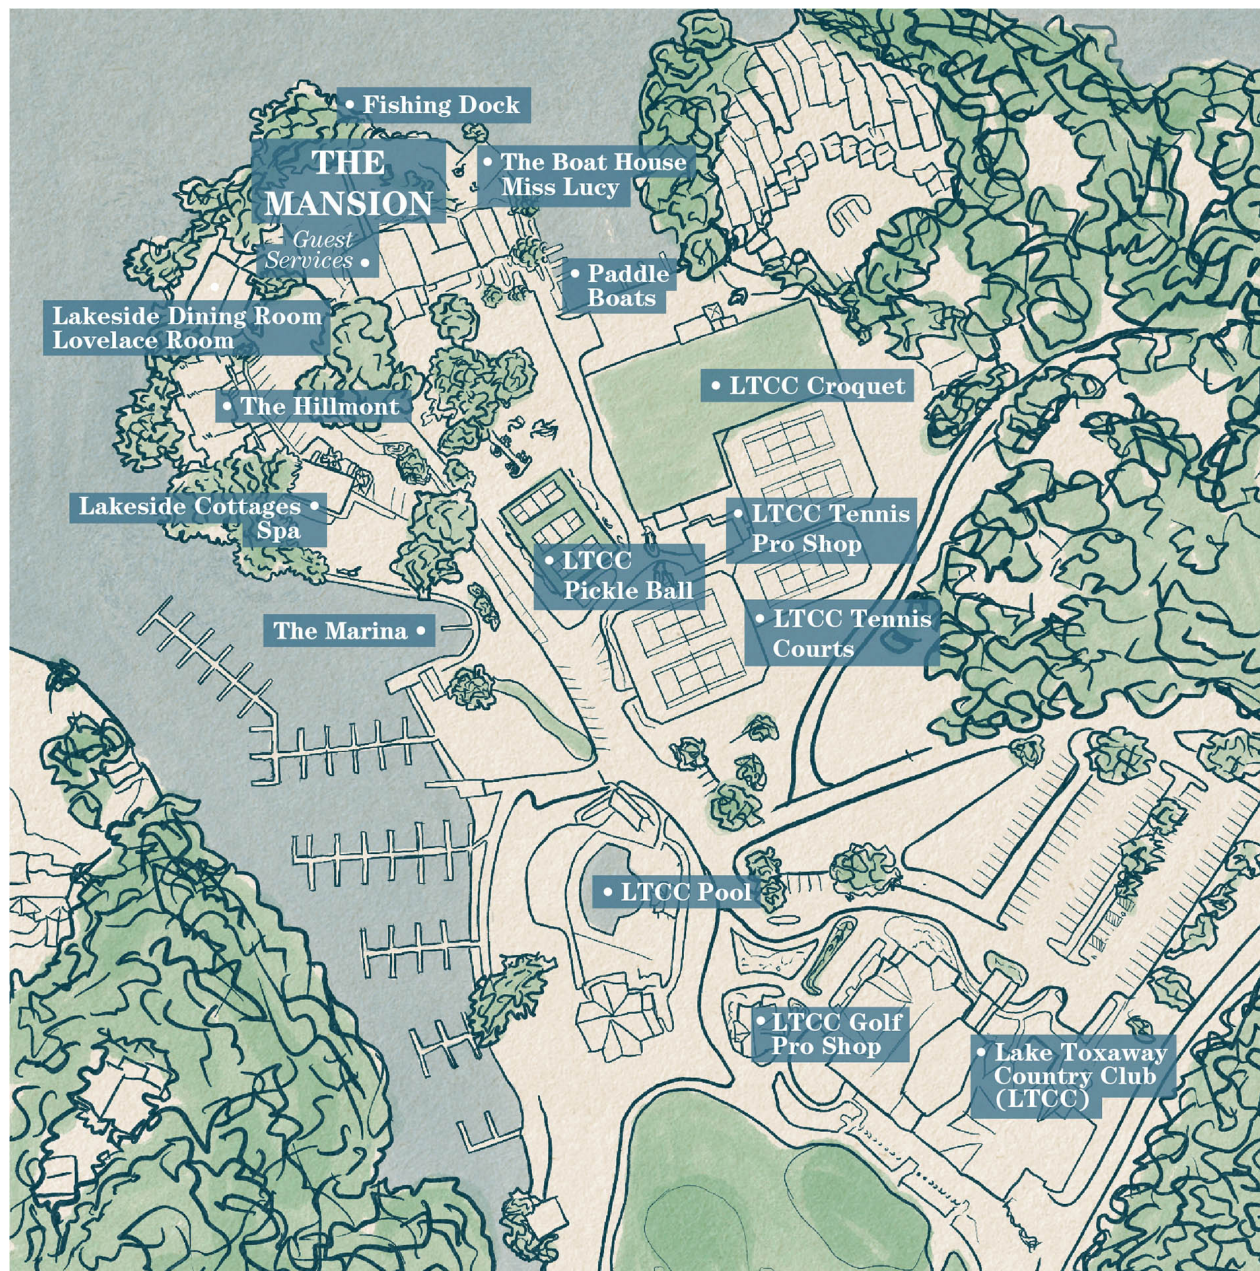 • Fishing Dock
THE
MANSION
Guest
Services •
• The Boat House
Miss Lucy
• Paddle
Boats
Lakeside Dining Room
Lovelace Room
• LTCC Croquet
• The Hillmont
Lakeside Cottages •
Spa
• LTCC Tennis
Pro Shop
• LTCC
Pickle Ball
The Marina •
• LTCC Tennis
Courts
• LTCC Pool
• LTCC Golf
Pro Shop
• Lake Toxaway
Country Club
(LTCC)